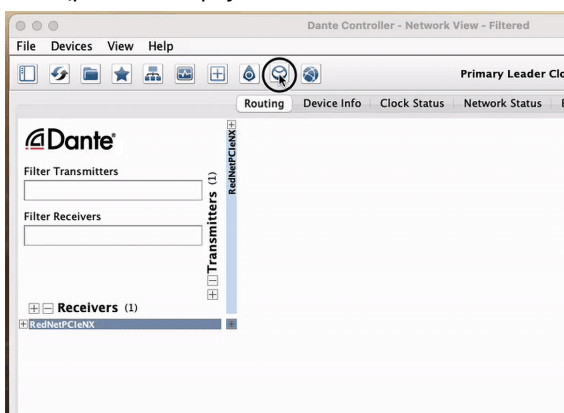 Dante Controller - Network View - Filtered
File Devices View Help
Primary Leader Clo
Routing Device Info Clock Status Network Status
Dante
Filter Transmitters
Filter Receivers
Transmitters (1)
RedNetPCIeNX
Receivers (1)
RedNetPCIeNX